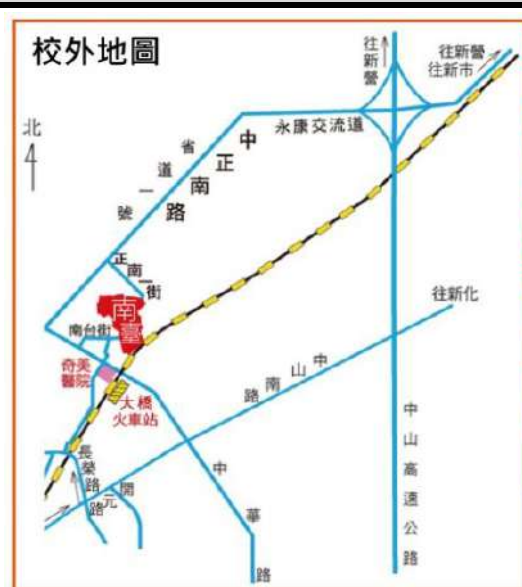 校外地圖
往新營
往新營
往新市
永康交流道
北
省道一號
中正南路
正南一街
南臺
南台街
往新化
奇美
醫院
大橋
火車站
中山南路
中山高速公路
長榮路
開元路
中華路